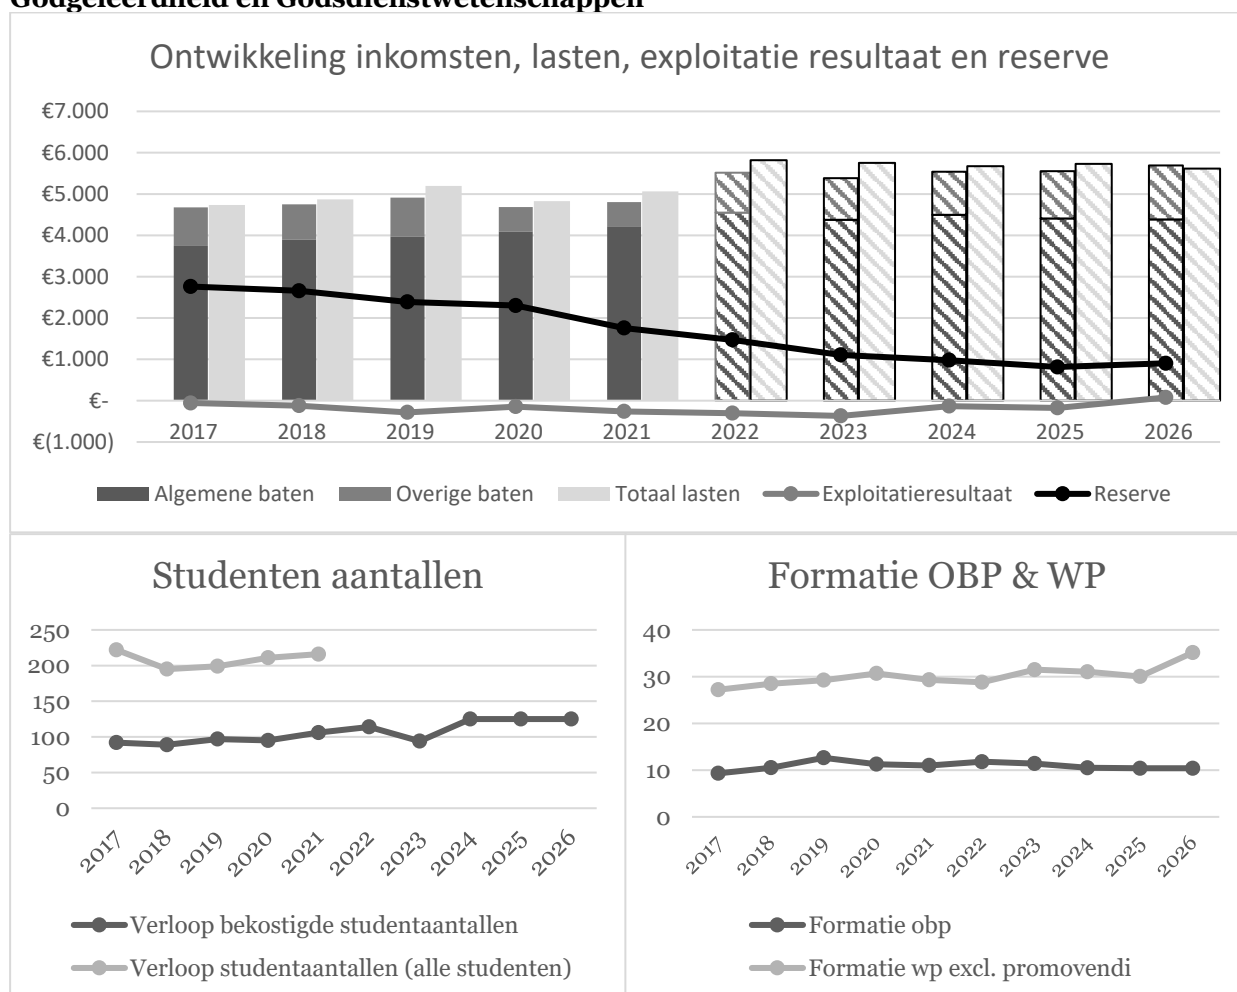 Godgeleerdheid en Godsdienstwetenschappen
Ontwikkeling inkomsten, lasten, exploitatie resultaat en reserve
€7.000
€6.000
€5.000
€4.000
€3.000
€2.000
€1.000
€-
€(1.000)
2017 2018 2019 2020 2021 2022 2023 2024 2025 2026
Algemene baten Overige baten Totaal lasten Exploitatieresultaat Reserve
Studenten aantallen
250
200
150
100
50
0
2017 2018 2019 2020 2021 2022 2023 2024 2025 2026
Verloop bekostigde studentaantallen
Verloop studentaantallen (alle studenten)
Formatie OBP & WP
40
30
20
10
0
2017 2018 2019 2020 2021 2022 2023 2024 2025 2026
Formatie obp
Formatie wp excl. promovendi